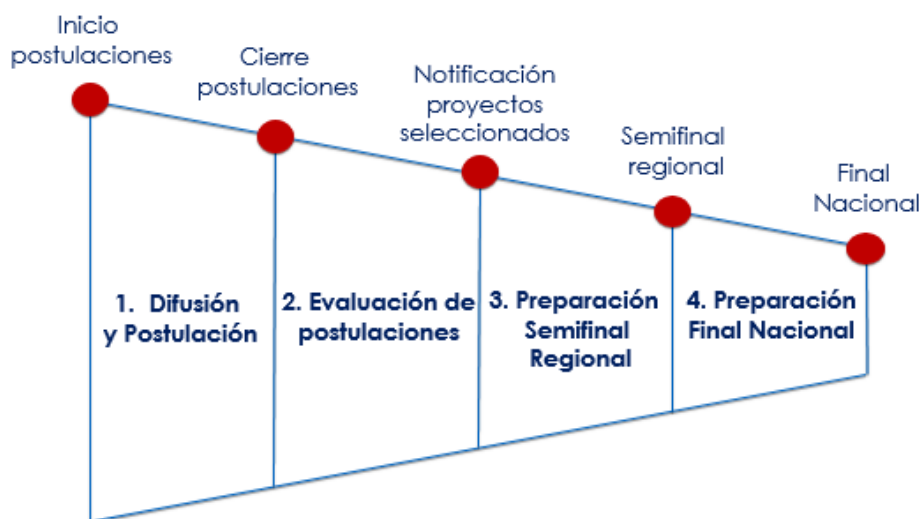 Inicio
postulaciones
Cierre
postulaciones
Notificación
proyectos
seleccionados
Semifinal
regional
Final
Nacional
1. Difusión
y Postulación
2. Evaluación de
postulaciones
3. Preparación
Semifinal
Regional
4. Preparación
Final Nacional